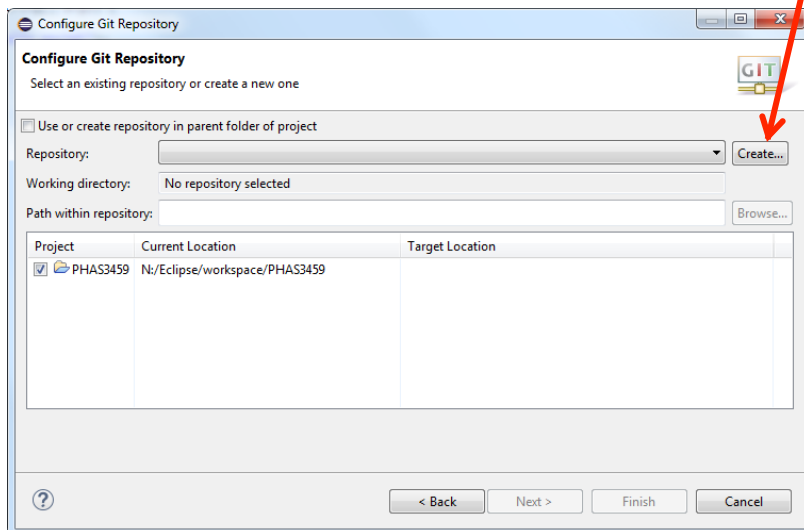 Configure Git Repository
Configure Git Repository
Select an existing repository or create a new one
GIT
Use or create repository in parent folder of project
Repository:
Create...
Working directory: No repository selected
Path within repository:
Browse...
Project Current Location Target Location
PHAS3459 N:/Eclipse/workspace/PHAS3459
? < Back Next > Finish Cancel